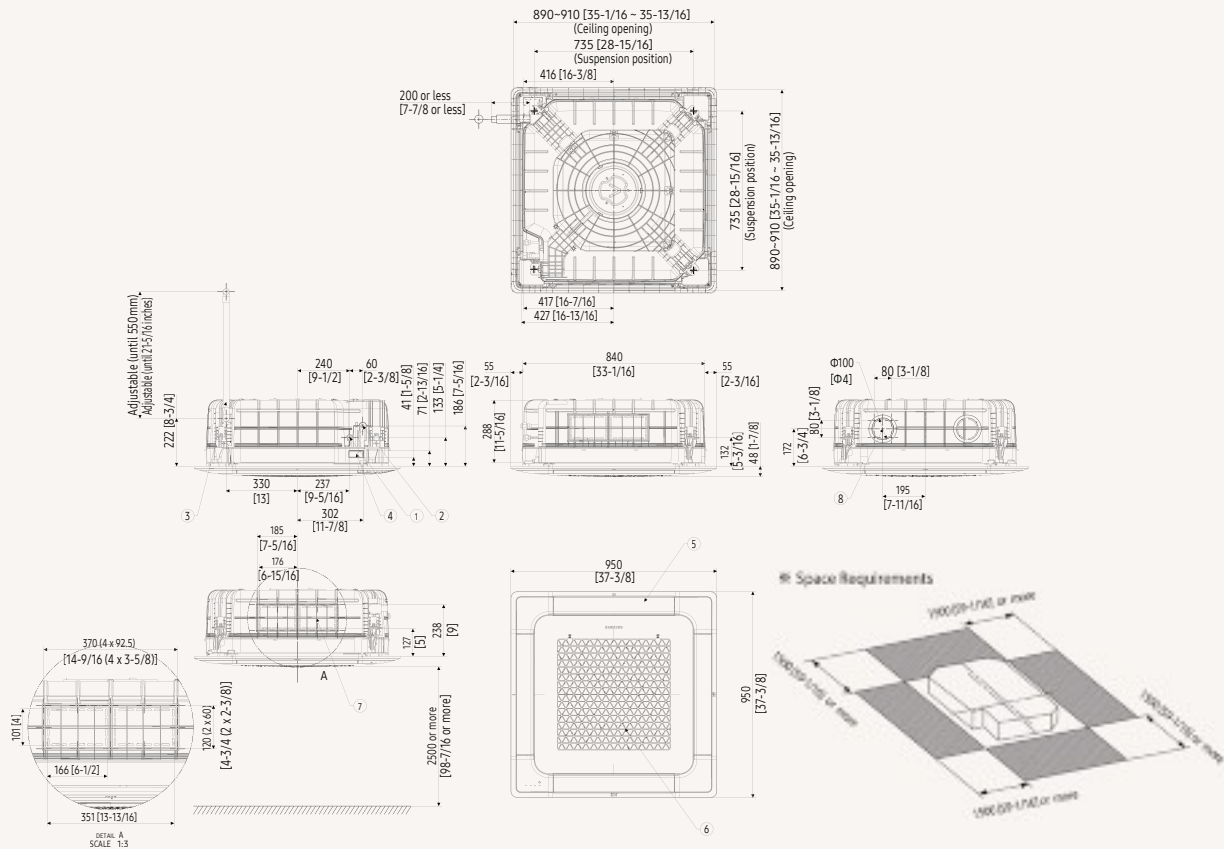 890~910 [35-1/16 ~ 35-13/16]
(Ceiling opening)
735 [28-15/16]
(Suspension position)
416 [16-3/8]
200 or less
[7-7/8 or less]
735 [28-15/16]
(Suspension position)
890~910 [35-1/16 ~ 35-13/16]
(Ceiling opening)
417 [16-7/16]
427 [16-13/16]
Adjustable (until 550mm)
Adjustable (until 21-5/16 inches)
222 [8-3/4]
240
[9-1/2]
60
[2-3/8]
41 [1-5/8]
71 [2-13/16]
133 [5-1/4]
186 [7-5/16]
330
[13]
237
[9-5/16]
302
[11-7/8]
3
4
1
2
55
[2-3/16]
840
[33-1/16]
55
[2-3/16]
288
[11-5/16]
132
[5-3/16]
48 [1-7/8]
Φ100
[Φ4]
80 [3-1/8]
80 [3-1/8]
172
[6-3/4]
8
195
[7-11/16]
185
[7-5/16]
176
[6-15/16]
127
[5]
238
[9]
A
7
2500 or more
[98-7/16 or more]
370 (4 x 92.5)
[14-9/16 (4 x 3-5/8)]
101 [4]
120 (2 x 60)
[4-3/4 (2 x 2-3/8)]
166 [6-1/2]
351 [13-13/16]
DETAIL A
SCALE 1:3
950
[37-3/8]
5
SAMSUNG
950
[37-3/8]
6
※ Space Requirements
or more
or more
or more
or more